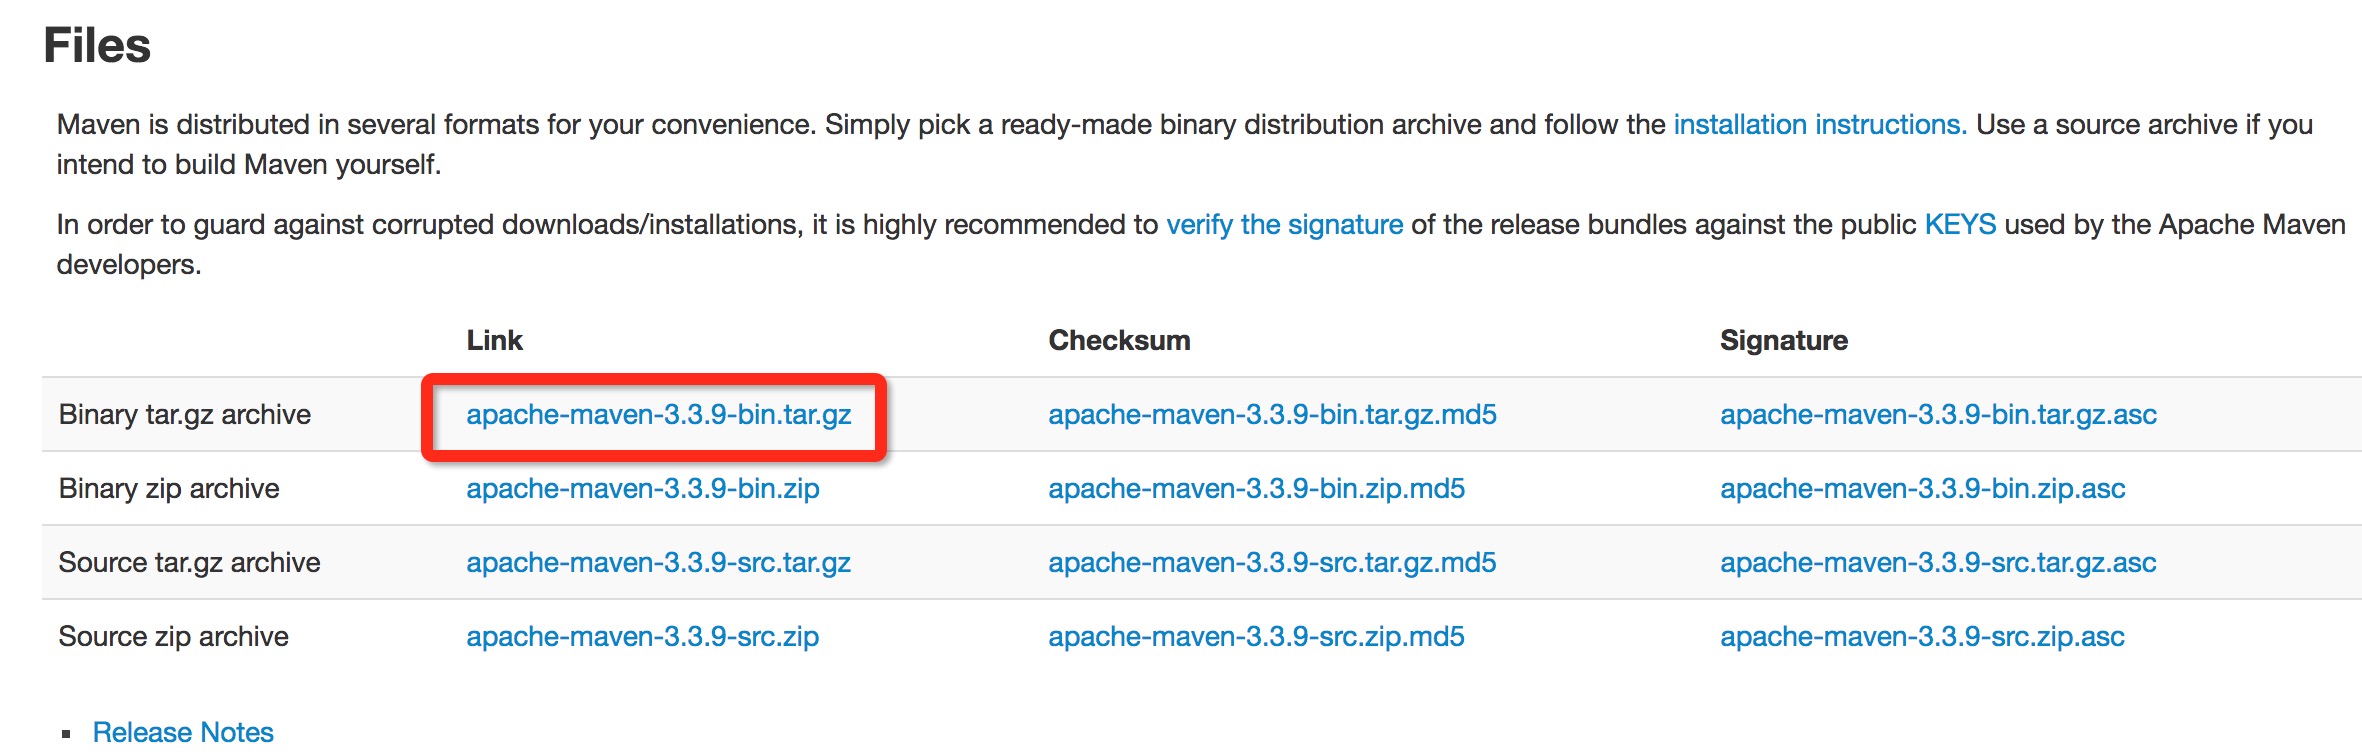 Files
Maven is distributed in several formats for your convenience. Simply pick a ready-made binary distribution archive and follow the installation instructions. Use a source archive if you
intend to build Maven yourself.
In order to guard against corrupted downloads/installations, it is highly recommended to verify the signature of the release bundles against the public KEYS used by the Apache Maven
developers.
Link Checksum Signature
Binary tar.gz archive apache-maven-3.3.9-bin.tar.gz apache-maven-3.3.9-bin.tar.gz.md5 apache-maven-3.3.9-bin.tar.gz.asc
Binary zip archive apache-maven-3.3.9-bin.zip apache-maven-3.3.9-bin.zip.md5 apache-maven-3.3.9-bin.zip.asc
Source tar.gz archive apache-maven-3.3.9-src.tar.gz apache-maven-3.3.9-src.tar.gz.md5 apache-maven-3.3.9-src.tar.gz.asc
Source zip archive apache-maven-3.3.9-src.zip apache-maven-3.3.9-src.zip.md5 apache-maven-3.3.9-src.zip.asc
▪ Release Notes